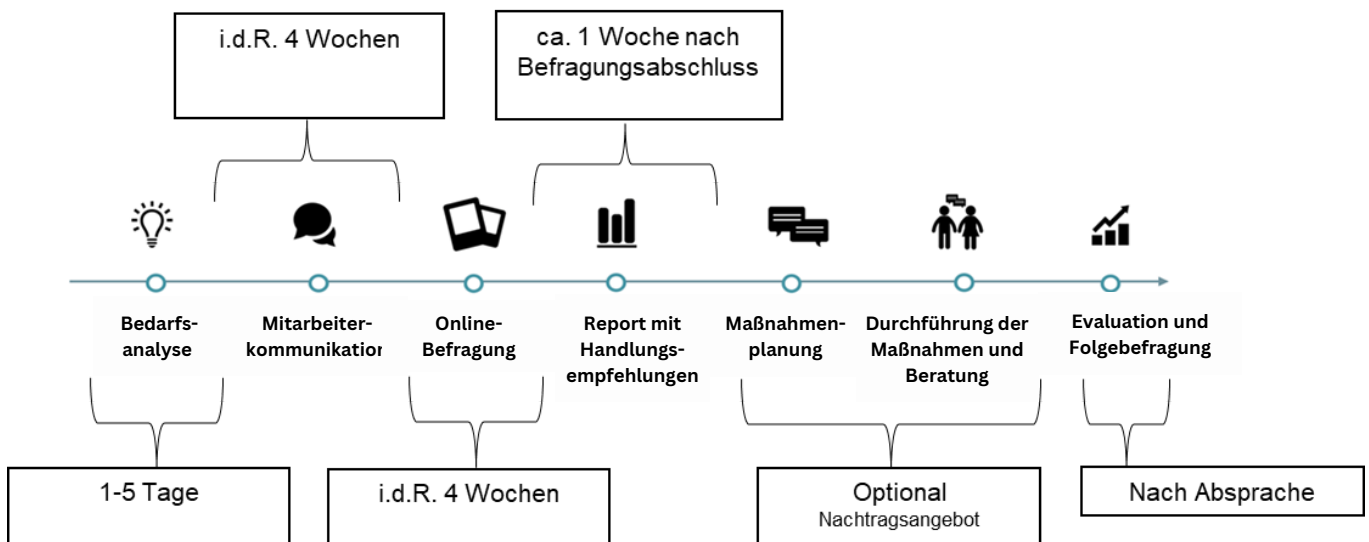 i.d.R. 4 Wochen
ca. 1 Woche nach
Befragungsabschluss
Bedarfs-
analyse
Mitarbeiter-
kommunikation
Online-
Befragung
Report mit
Handlungs-
empfehlungen
Maßnahmen-
planung
Durchführung der
Maßnahmen und
Beratung
Evaluation und
Folgebefragung
1-5 Tage
i.d.R. 4 Wochen
Optional
Nachtragsangebot
Nach Absprache